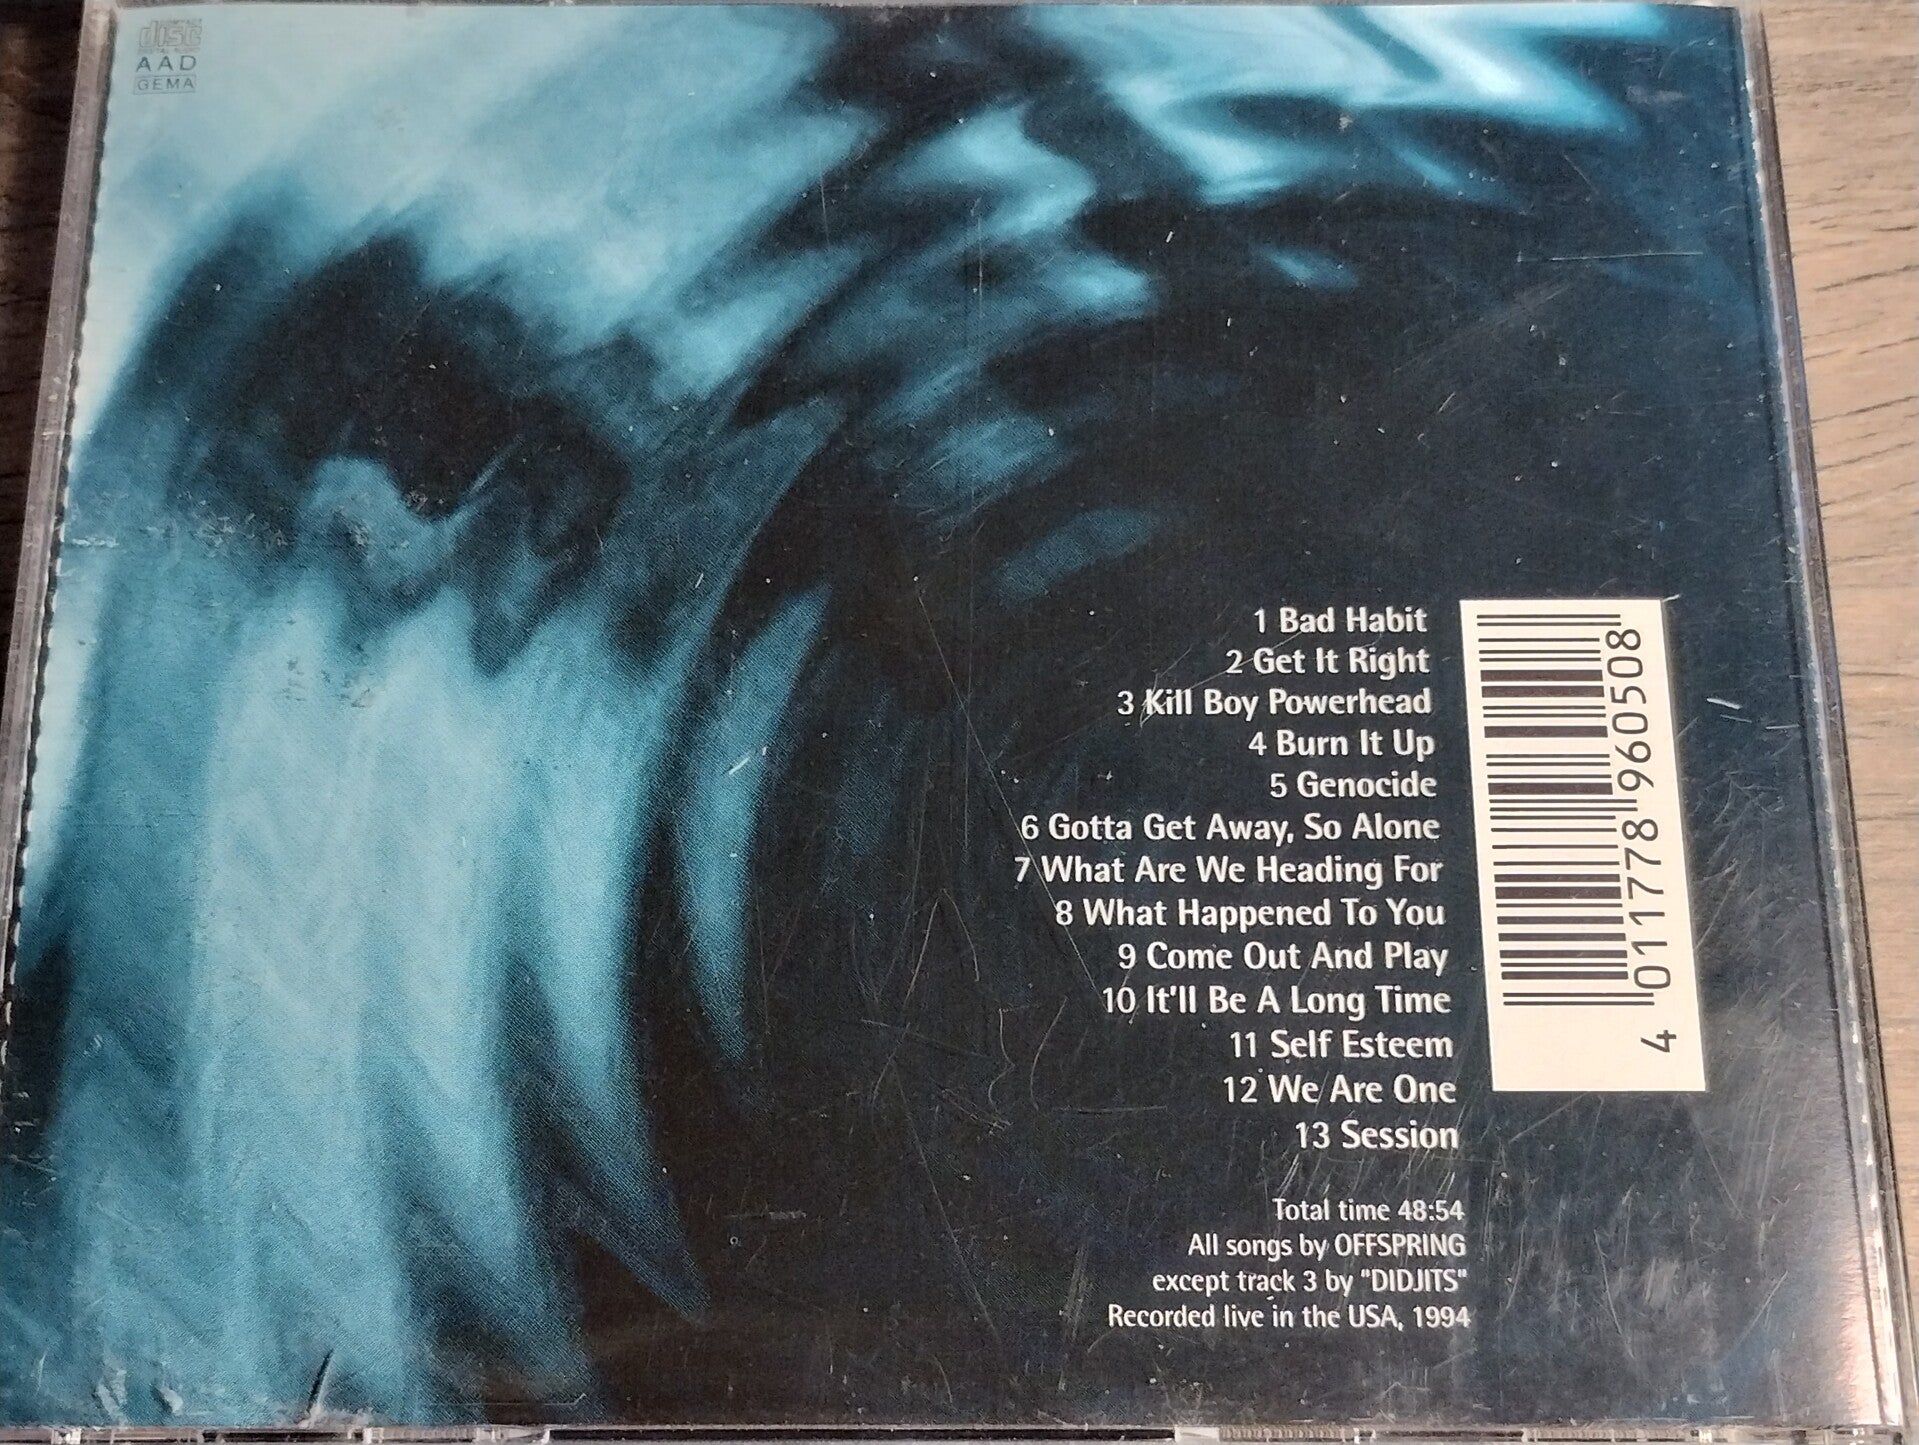 COMPACT
disc
DIGITAL AUDIO
AAD
GEMA
1 Bad Habit
2 Get It Right
3 Kill Boy Powerhead
4 Burn It Up
5 Genocide
6 Gotta Get Away, So Alone
7 What Are We Heading For
8 What Happened To You
9 Come Out And Play
10 It'll Be A Long Time
11 Self Esteem
12 We Are One
13 Session
Total time 48:54
All songs by OFFSPRING
except track 3 by "DIDJITS"
Recorded live in the USA, 1994
4 011778 960508